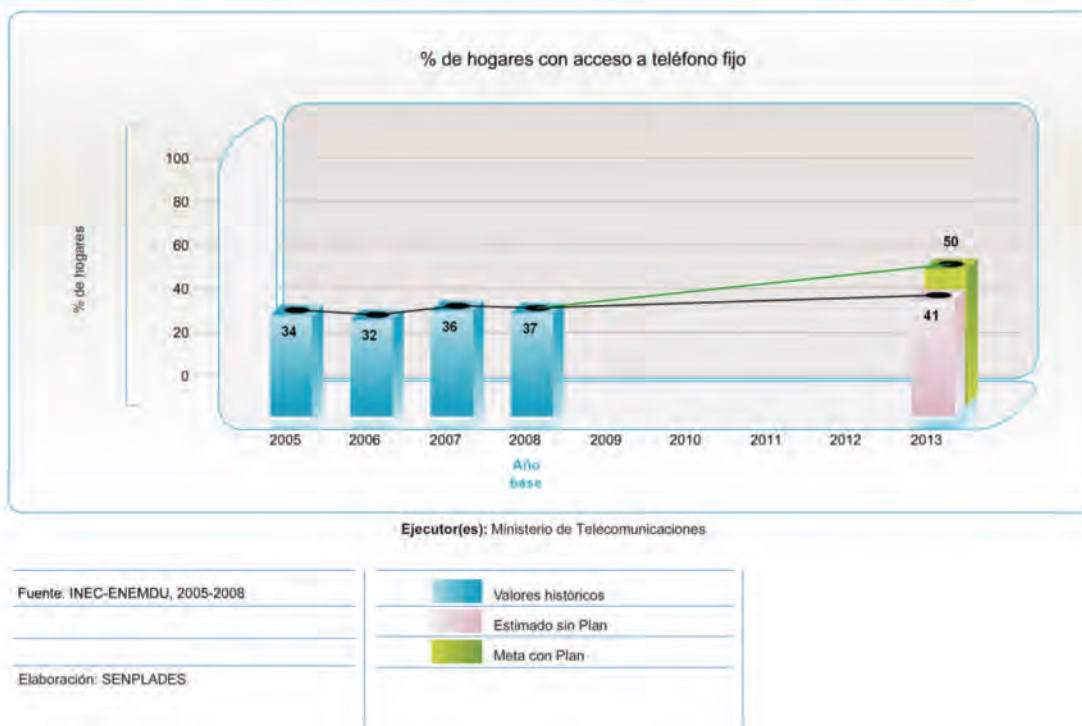 % de hogares con acceso a teléfono fijo
% de hogares
100
80
60
40
20
0
34
32
36
37
50
41
2005 2006 2007 2008 2009 2010 2011 2012 2013
Año
base
Ejecutor(es): Ministerio de Telecomunicaciones
Fuente: INEC-ENEMDU, 2005-2008
Elaboración: SENPLADES
Valores históricos
Estimado sin Plan
Meta con Plan